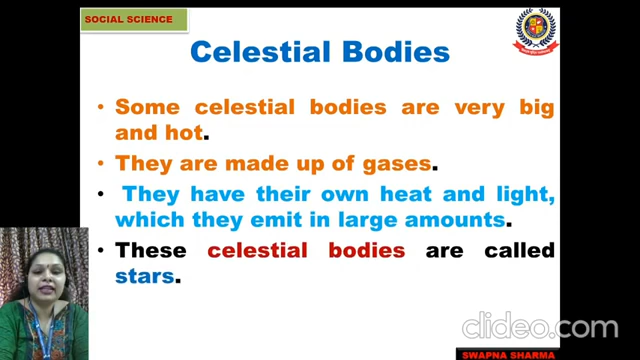 SOCIAL SCIENCE
Celestial Bodies
• Some celestial bodies are very big
and hot.
• They are made up of gases.
• They have their own heat and light,
which they emit in large amounts.
• These celestial bodies are called
stars.
clideo.com
SWAPNA SHARMA